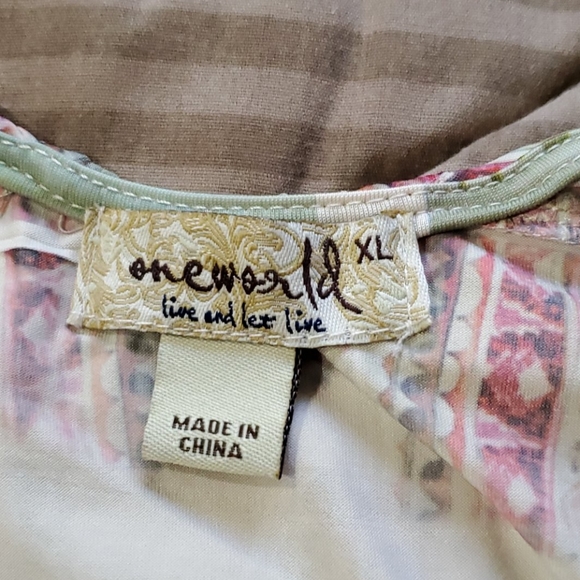 oneworld XL
live and let live
MADE IN
CHINA